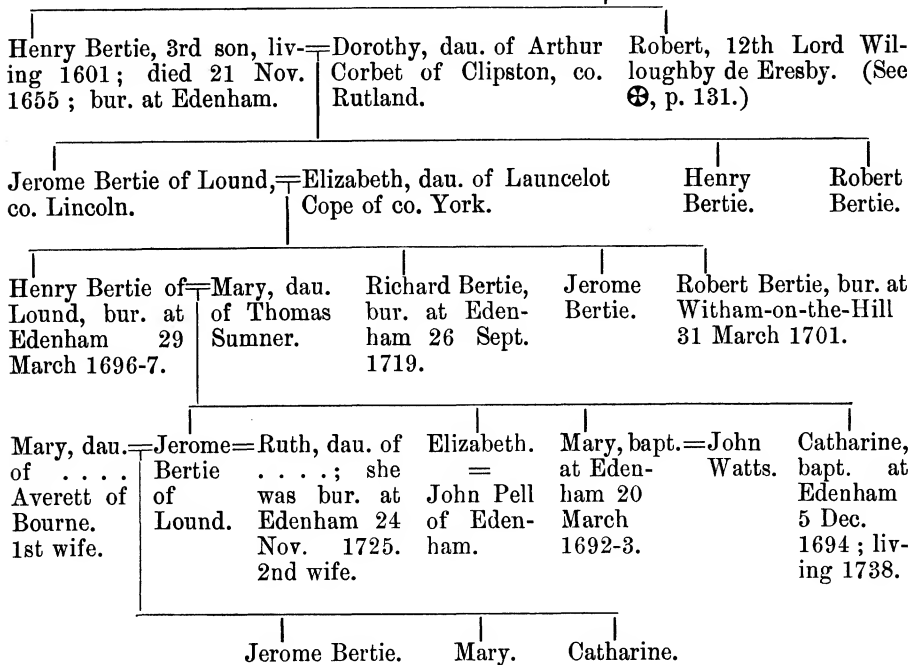 Henry Bertie, 3rd son, liv-
ing 1601; died 21 Nov.
1655; bur. at Edenham.
=
Dorothy, dau. of Arthur
Corbet of Clipston, co.
Rutland.
Robert, 12th Lord Wil-
loughby de Eresby. (See
✠, p. 131.)
Jerome Bertie of Lound,
co. Lincoln.
=
Elizabeth, dau. of Launcelot
Cope of co. York.
Henry
Bertie.
Robert
Bertie.
Henry Bertie of
Lound, bur. at
Edenham 29
March 1696-7.
=
Mary, dau.
of Thomas
Sumner.
Richard Bertie,
bur. at Eden-
ham 26 Sept.
1719.
Jerome
Bertie.
Robert Bertie, bur. at
Witham-on-the-Hill
31 March 1701.
Mary, dau.
of . . . .
Averett of
Bourne.
1st wife.
=
Jerome
Bertie
of
Lound.
=
Ruth, dau. of
. . . . ; she
was bur. at
Edenham 24
Nov. 1725.
2nd wife.
Elizabeth.
=
John Pell
of Eden-
ham.
Mary, bapt.
at Eden-
ham 20
March
1692-3.
=
John
Watts.
Catharine,
bapt. at
Edenham
5 Dec.
1694; liv-
ing 1738.
Jerome Bertie.
Mary.
Catharine.